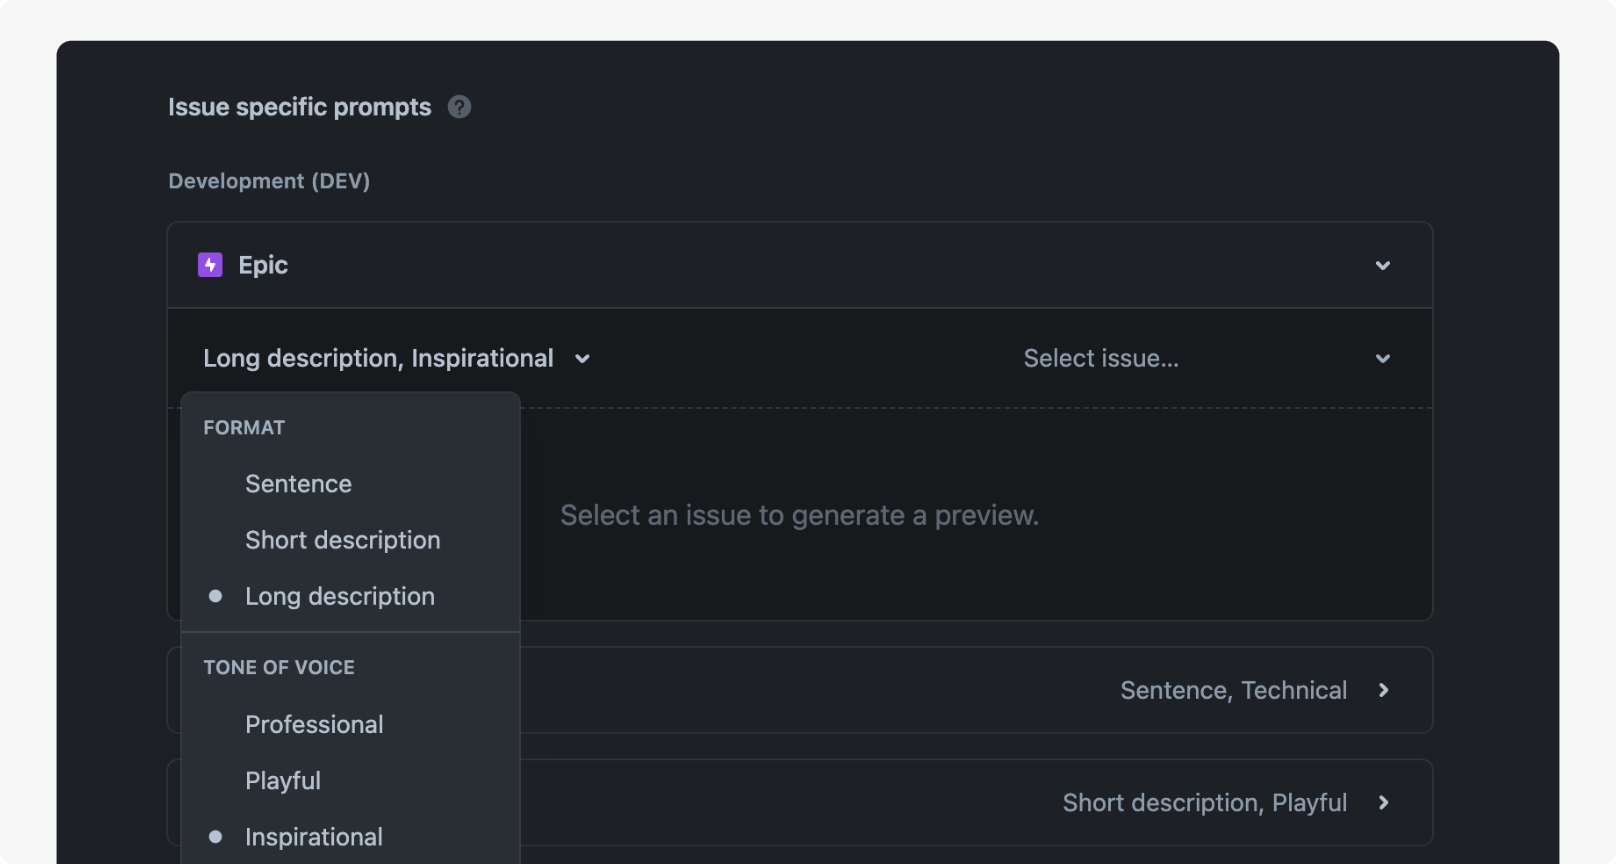 Issue specific prompts ?
Development (DEV)
Epic
Long description, Inspirational
Select issue...
FORMAT
Sentence
Short description
Long description
Select an issue to generate a preview.
TONE OF VOICE
Professional
Playful
Inspirational
Sentence, Technical
Short description, Playful